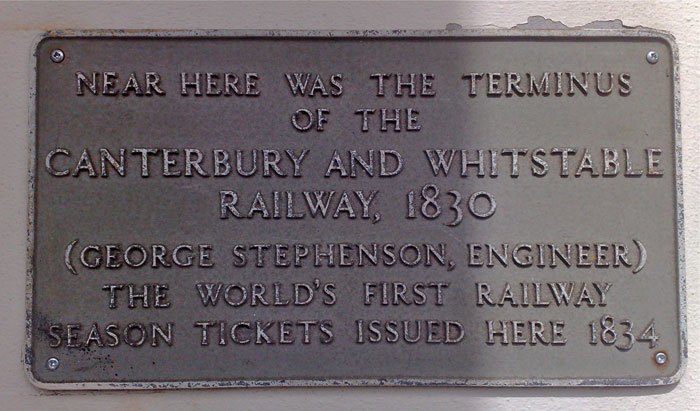 NEAR HERE WAS THE TERMINUS
OF THE
CANTERBURY AND WHITSTABLE
RAILWAY, 1830
(GEORGE STEPHENSON, ENGINEER)
THE WORLD'S FIRST RAILWAY
SEASON TICKETS ISSUED HERE 1834